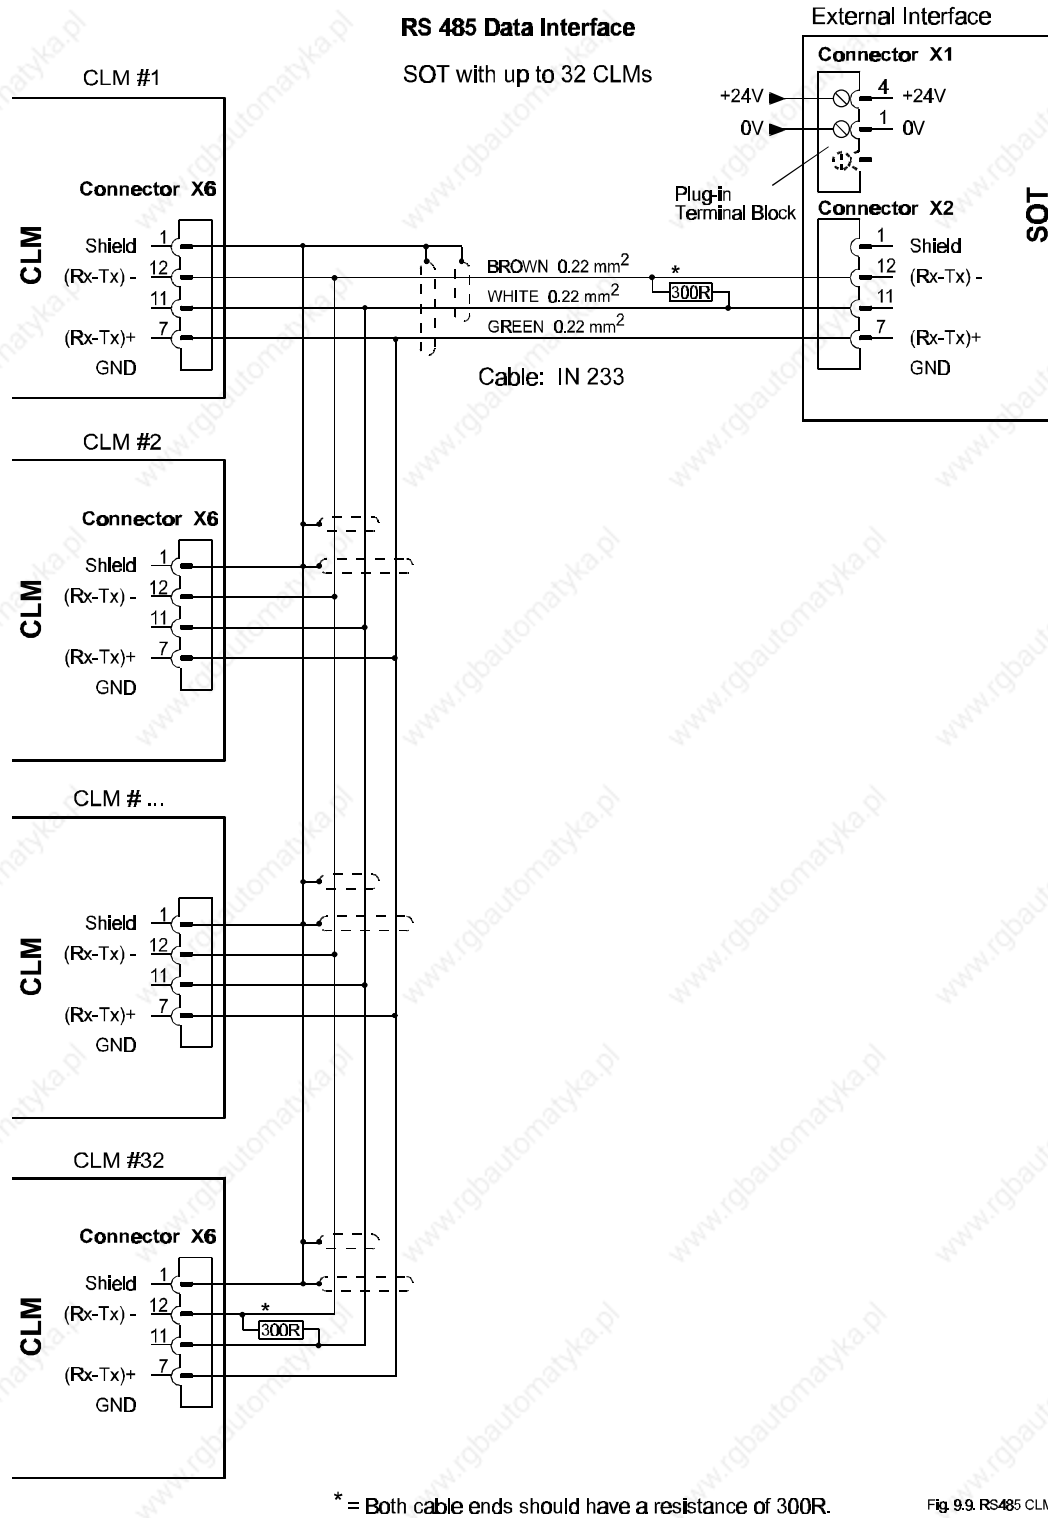 RS 485 Data Interface
SOT with up to 32 CLMs
External Interface
Connector X1
+24V 4 +24V
0V 1 0V
Plug-in
Terminal Block
SOT
Connector X2
1 Shield
12 (Rx-Tx) -
11
7 (Rx-Tx)+
GND
CLM #1
Connector X6
CLM
Shield 1
(Rx-Tx) - 12
11
(Rx-Tx)+ 7
GND
BROWN 0.22 mm2
WHITE 0.22 mm2
GREEN 0.22 mm2
*
300R
Cable: IN 233
CLM #2
Connector X6
CLM
Shield 1
(Rx-Tx) - 12
11
(Rx-Tx)+ 7
GND
CLM # ...
CLM
Shield 1
(Rx-Tx) - 12
11
(Rx-Tx)+ 7
GND
CLM #32
Connector X6
CLM
Shield 1
(Rx-Tx) - 12
11
(Rx-Tx)+ 7
GND
*
300R
* = Both cable ends should have a resistance of 300R.
Fig. 9.9. RS485 CLM
www.rgbautomatyka.pl